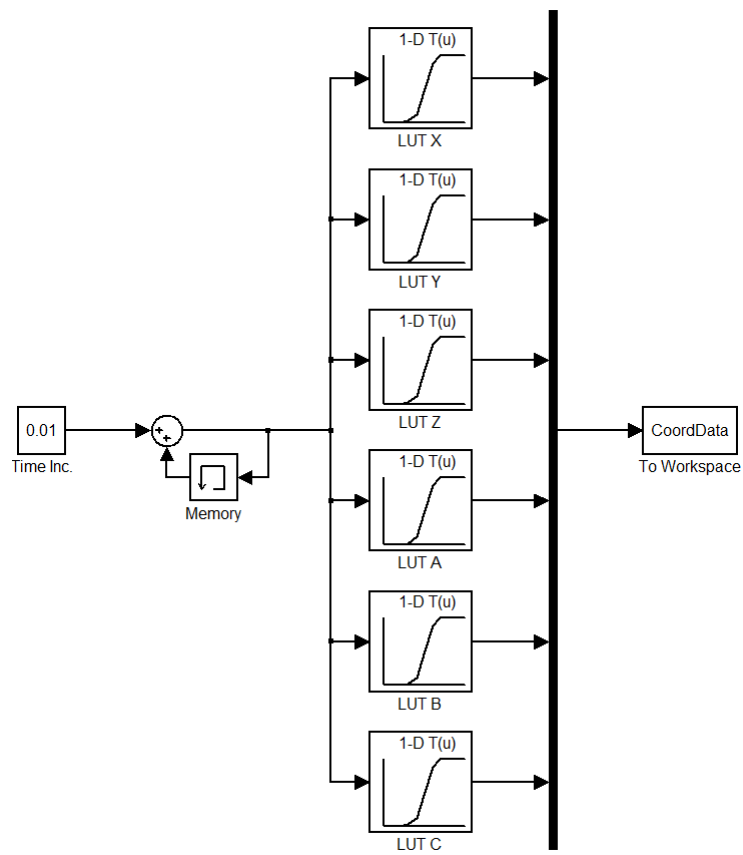 1-D T(u)
LUT X
1-D T(u)
LUT Y
1-D T(u)
LUT Z
0.01
Time Inc.
+
+
Memory
CoordData
To Workspace
1-D T(u)
LUT A
1-D T(u)
LUT B
1-D T(u)
LUT C